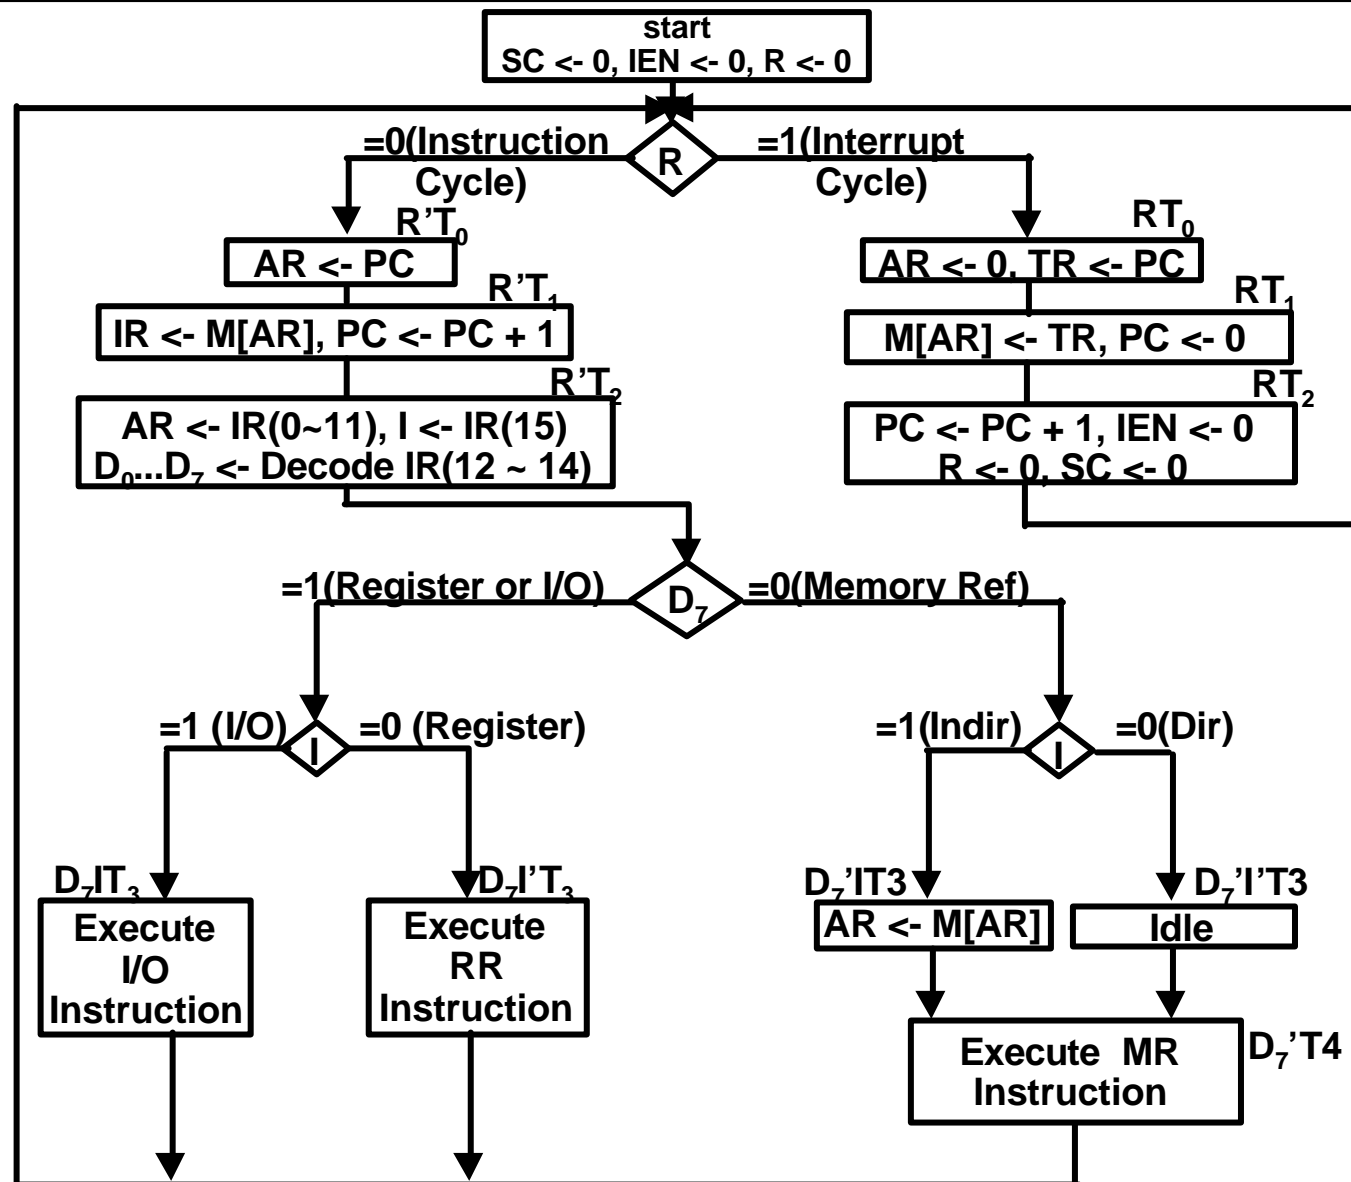 start
SC <- 0, IEN <- 0, R <- 0
=0(Instruction
Cycle)
R
=1(Interrupt
Cycle)
R’T₀
AR <- PC
R’T₁
IR <- M[AR], PC <- PC + 1
R’T₂
AR <- IR(0~11), I <- IR(15)
D₀...D₇ <- Decode IR(12 ~ 14)
RT₀
AR <- 0, TR <- PC
RT₁
M[AR] <- TR, PC <- 0
RT₂
PC <- PC + 1, IEN <- 0
R <- 0, SC <- 0
=1(Register or I/O)
D₇
=0(Memory Ref)
=1 (I/O)
I
=0 (Register)
=1(Indir)
I
=0(Dir)
D₇IT₃
Execute
I/O
Instruction
D₇I’T₃
Execute
RR
Instruction
D₇’IT3
AR <- M[AR]
D₇’I’T3
Idle
Execute MR
Instruction
D₇’T4